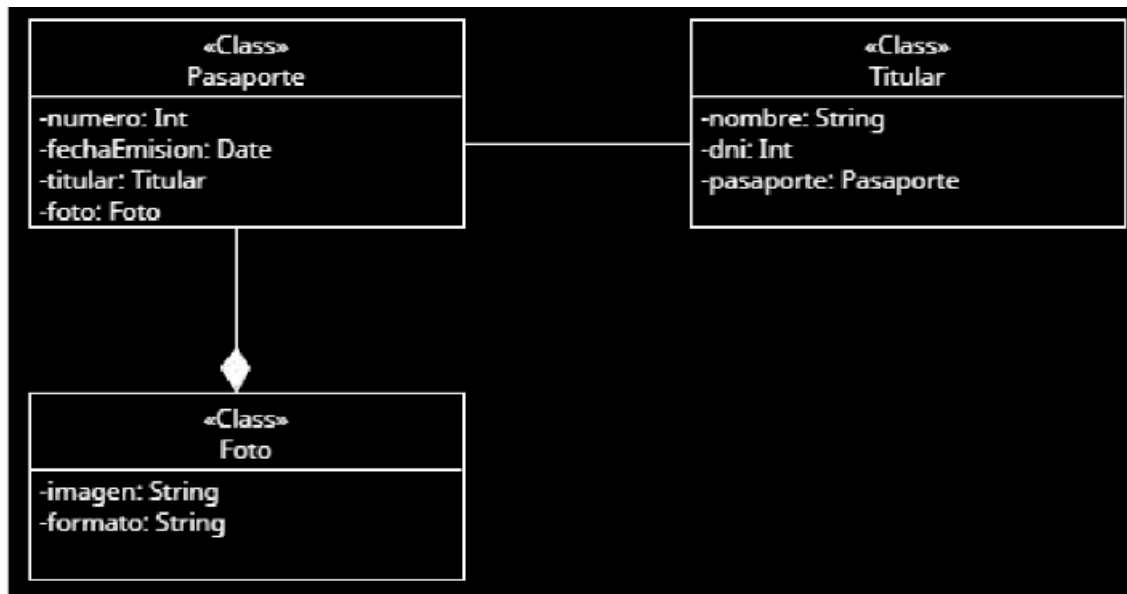 «Class»
Pasaporte
-numero: Int
-fechaEmision: Date
-titular: Titular
-foto: Foto
«Class»
Titular
-nombre: String
-dni: Int
-pasaporte: Pasaporte
«Class»
Foto
-imagen: String
-formato: String